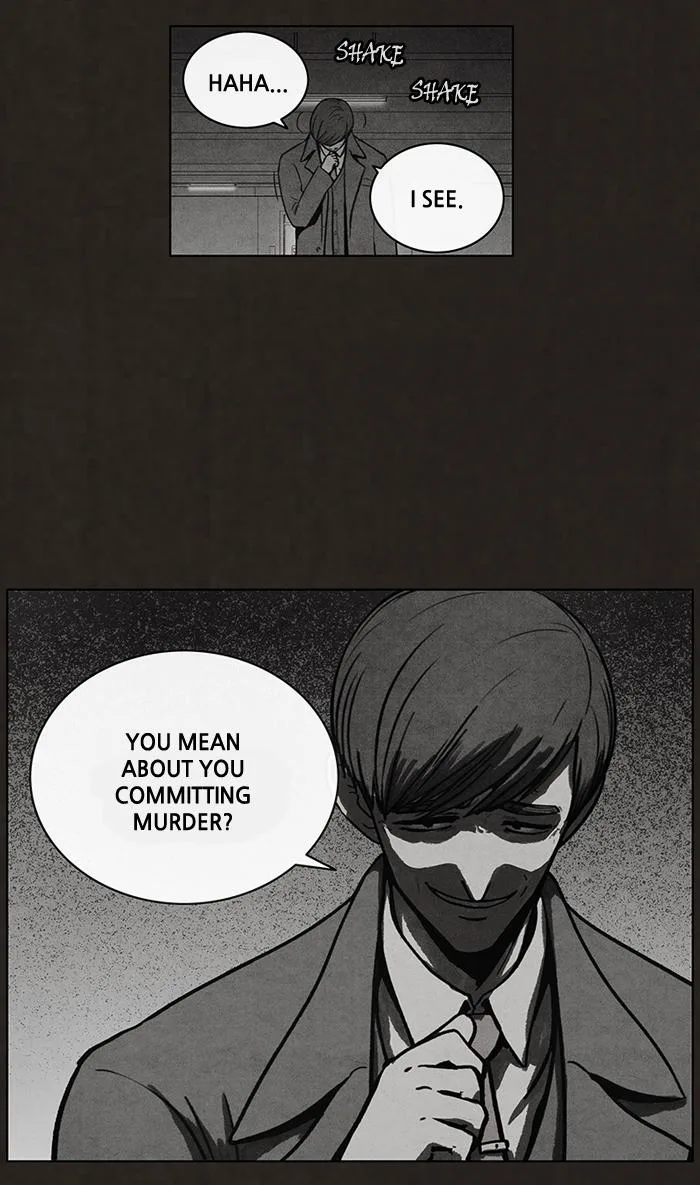 SHAKE
HAHA...
SHAKE
I SEE.
YOU MEAN
ABOUT YOU
COMMITTING
MURDER?